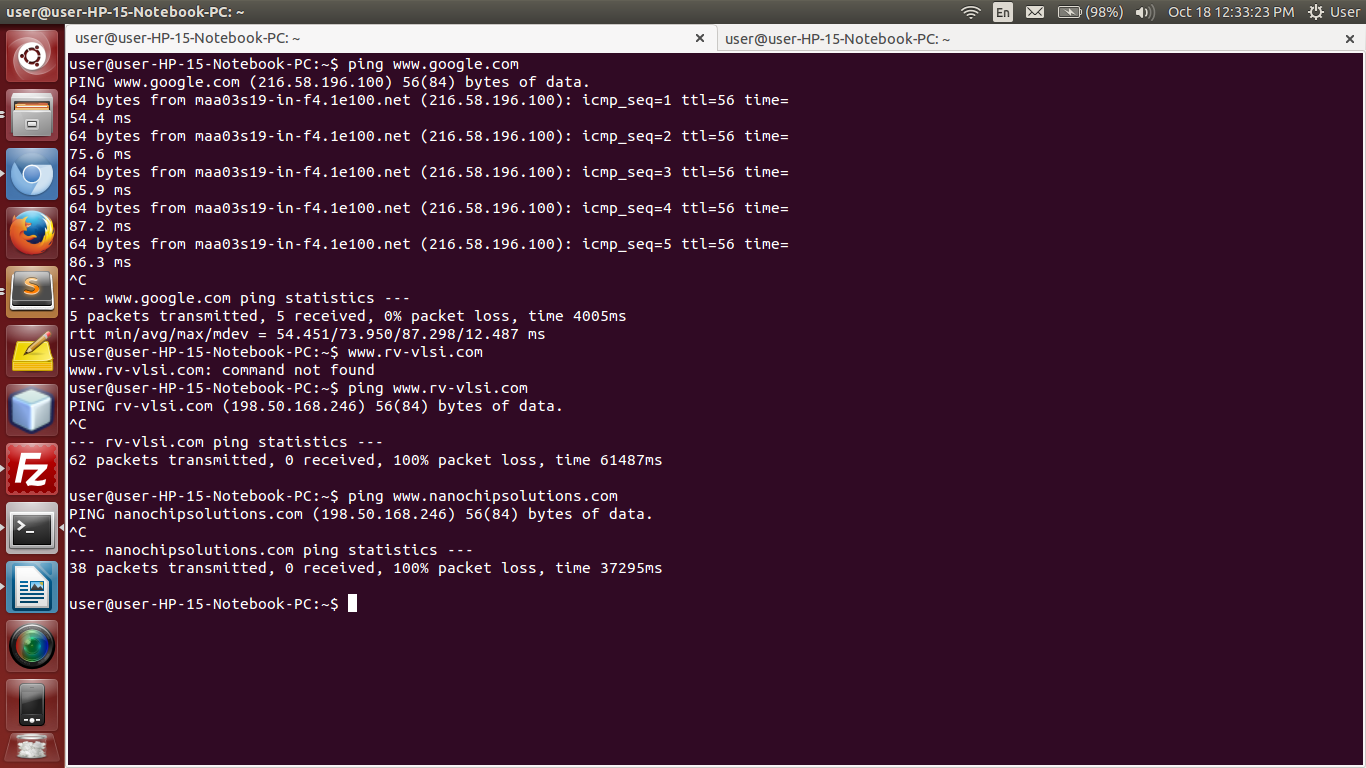 user@user-HP-15-Notebook-PC: ~
En
(98%)
Oct 18 12:33:23 PM
User
user@user-HP-15-Notebook-PC: ~
user@user-HP-15-Notebook-PC: ~
user@user-HP-15-Notebook-PC:~$ ping www.google.com
PING www.google.com (216.58.196.100) 56(84) bytes of data.
64 bytes from maa03s19-in-f4.1e100.net (216.58.196.100): icmp_seq=1 ttl=56 time=
54.4 ms
64 bytes from maa03s19-in-f4.1e100.net (216.58.196.100): icmp_seq=2 ttl=56 time=
75.6 ms
64 bytes from maa03s19-in-f4.1e100.net (216.58.196.100): icmp_seq=3 ttl=56 time=
65.9 ms
64 bytes from maa03s19-in-f4.1e100.net (216.58.196.100): icmp_seq=4 ttl=56 time=
87.2 ms
64 bytes from maa03s19-in-f4.1e100.net (216.58.196.100): icmp_seq=5 ttl=56 time=
86.3 ms
^C
--- www.google.com ping statistics ---
5 packets transmitted, 5 received, 0% packet loss, time 4005ms
rtt min/avg/max/mdev = 54.451/73.950/87.298/12.487 ms
user@user-HP-15-Notebook-PC:~$ www.rv-vlsi.com
www.rv-vlsi.com: command not found
user@user-HP-15-Notebook-PC:~$ ping www.rv-vlsi.com
PING rv-vlsi.com (198.50.168.246) 56(84) bytes of data.
^C
--- rv-vlsi.com ping statistics ---
62 packets transmitted, 0 received, 100% packet loss, time 61487ms
user@user-HP-15-Notebook-PC:~$ ping www.nanochipsolutions.com
PING nanochipsolutions.com (198.50.168.246) 56(84) bytes of data.
^C
--- nanochipsolutions.com ping statistics ---
38 packets transmitted, 0 received, 100% packet loss, time 37295ms
user@user-HP-15-Notebook-PC:~$
S
Fz
>_